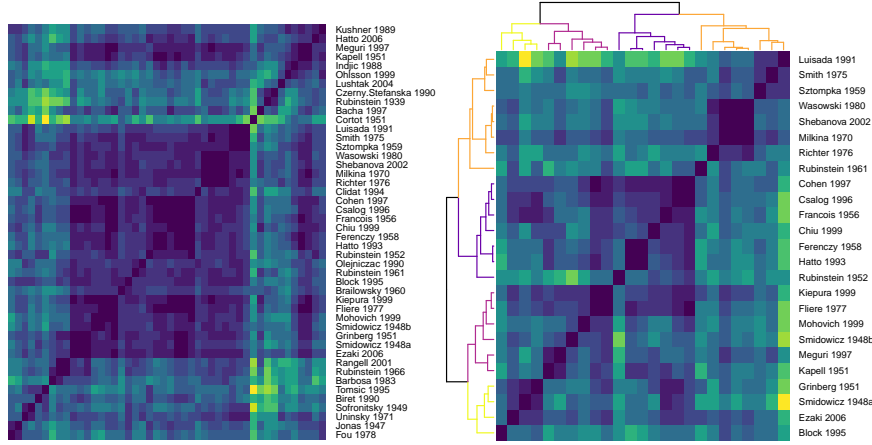 Kushner 1989
Hatto 2006
Meguri 1997
Kapell 1951
Indjic 1988
Ohlsson 1999
Lushtak 2004
Czerny.Stefanska 1990
Rubinstein 1939
Bacha 1997
Cortot 1951
Luisada 1991
Smith 1975
Sztompka 1959
Wasowski 1980
Shebanova 2002
Milkina 1970
Richter 1976
Clidat 1994
Cohen 1997
Csalog 1996
Francois 1956
Chiu 1999
Ferenczy 1958
Hatto 1993
Rubinstein 1952
Olejniczac 1990
Rubinstein 1961
Block 1995
Brailowsky 1960
Kiepura 1999
Fliere 1977
Mohovich 1999
Smidowicz 1948b
Grinberg 1951
Smidowicz 1948a
Ezaki 2006
Rangell 2001
Rubinstein 1966
Barbosa 1983
Tomsic 1995
Biret 1990
Sofronitsky 1949
Uninsky 1971
Jonas 1947
Fou 1978
Luisada 1991
Smith 1975
Sztompka 1959
Wasowski 1980
Shebanova 2002
Milkina 1970
Richter 1976
Rubinstein 1961
Cohen 1997
Csalog 1996
Francois 1956
Chiu 1999
Ferenczy 1958
Hatto 1993
Rubinstein 1952
Kiepura 1999
Fliere 1977
Mohovich 1999
Smidowicz 1948b
Meguri 1997
Kapell 1951
Grinberg 1951
Smidowicz 1948a
Ezaki 2006
Block 1995